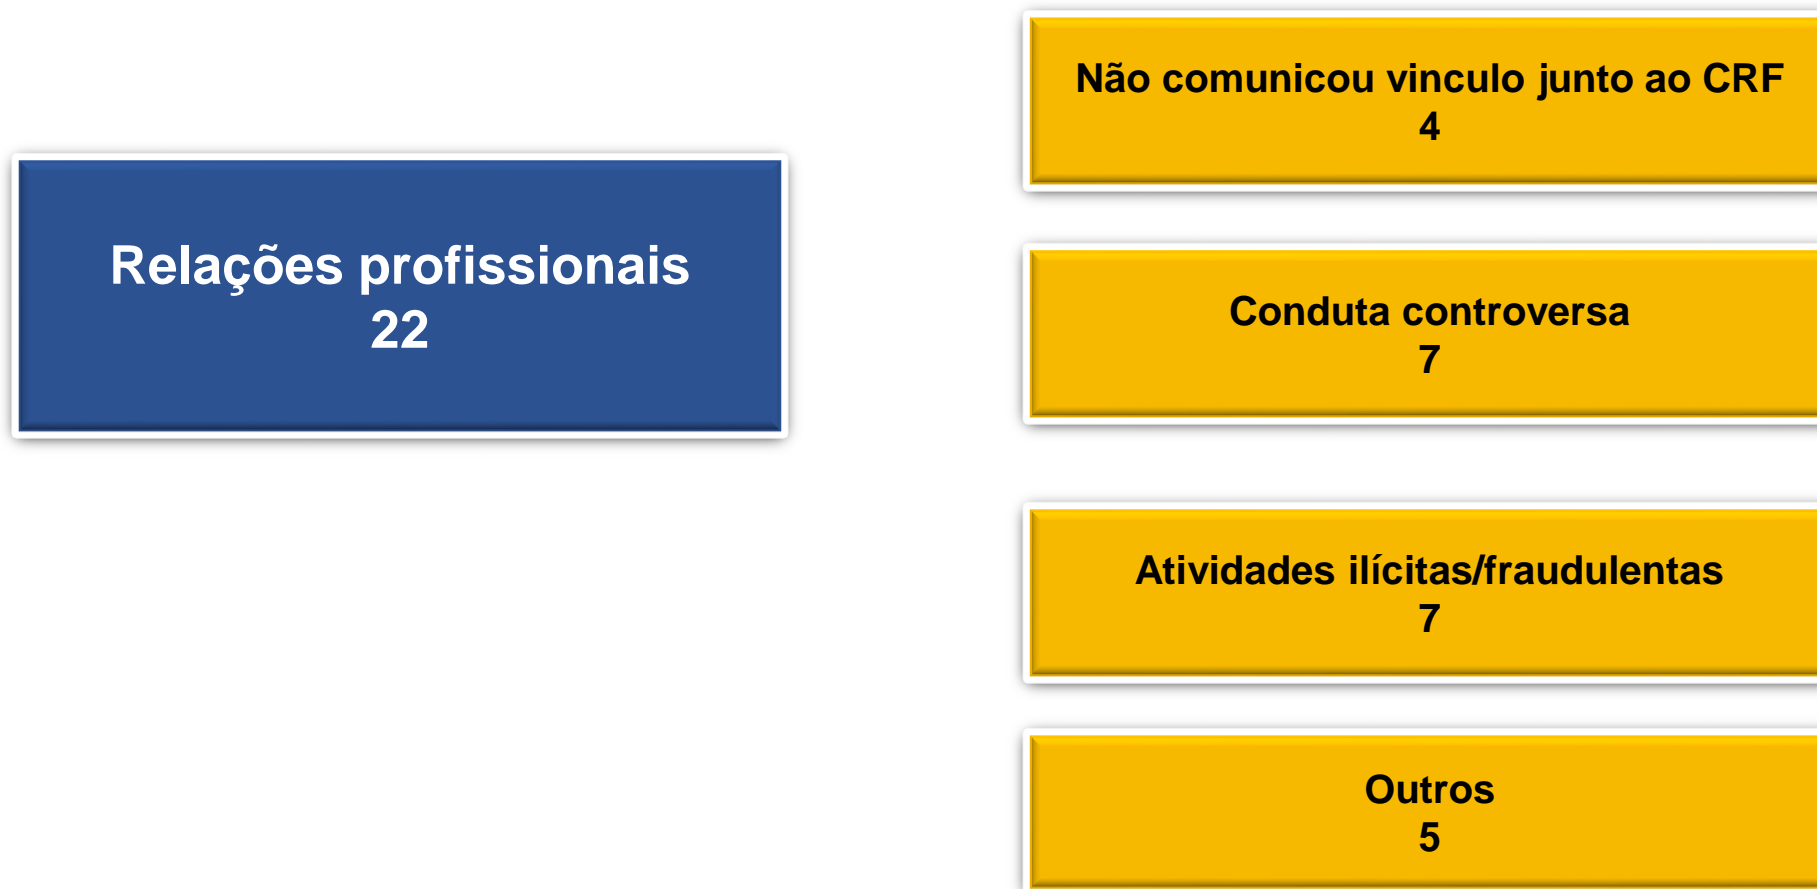 Relações profissionais
22
Não comunicou vinculo junto ao CRF
4
Conduta controversa
7
Atividades ilícitas/fraudulentas
7
Outros
5